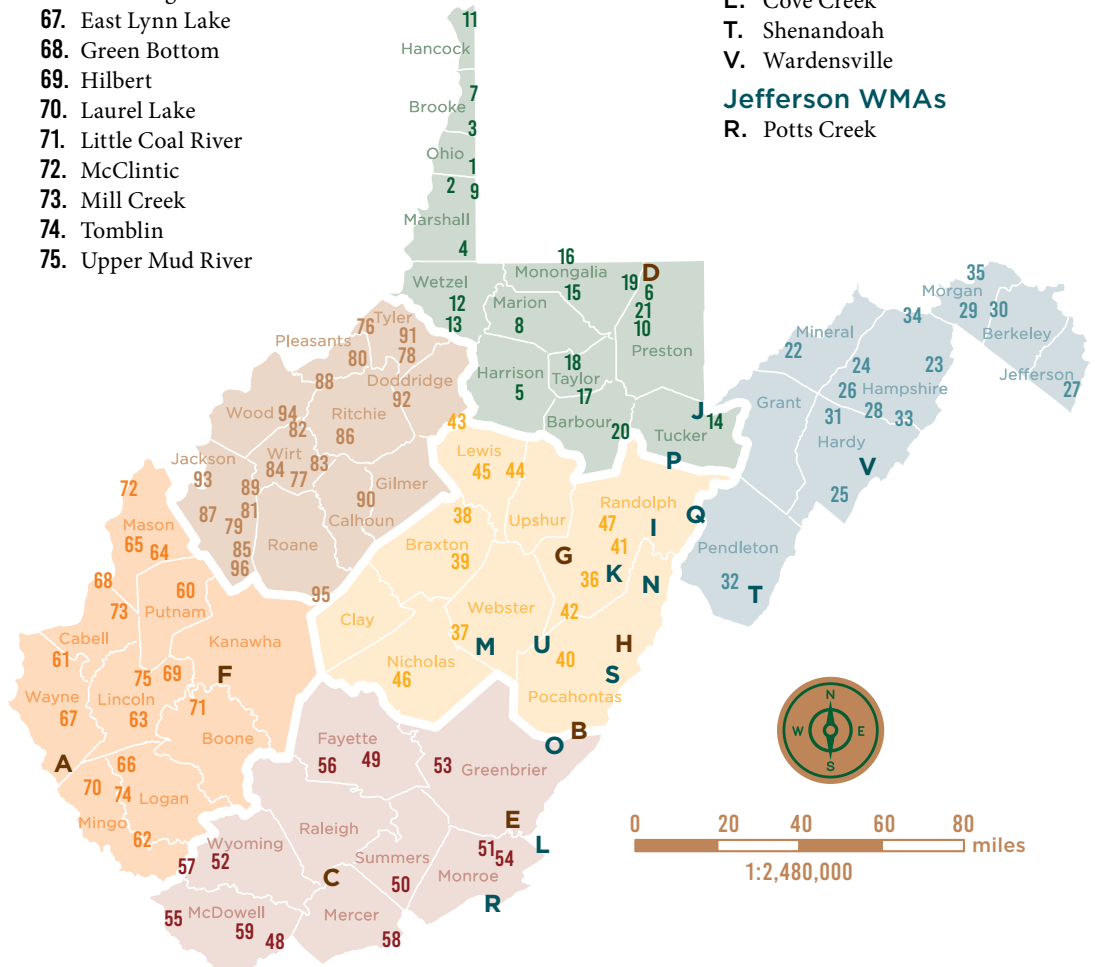 67. East Lynn Lake
68. Green Bottom
69. Hilbert
70. Laurel Lake
71. Little Coal River
72. McClintic
73. Mill Creek
74. Tomblin
75. Upper Mud River
Cove Creek
T. Shenandoah
V. Wardensville
Jefferson WMAs
R. Potts Creek
11
Hancock
7
Brooke
3
Ohio
1
2
9
Marshall
4
16
Wetzel
Monongalia
19
D
12
15
6
Marion
21
13
8
10
Preston
Harrison
18
Taylor
5
17
Barbour
20
J
14
Tucker
P
35
Morgan
34
29
30
Mineral
Berkeley
22
24
23
Jefferson
26
Hampshire
27
Grant
31
28
33
Hardy
V
25
Pendleton
32
T
76
Tyler
91
Pleasants
80
78
88
Doddridge
92
Wood
94
Ritchie
82
86
Jackson
Wirt
83
93
84
77
89
90
Gilmer
87
81
79
Calhoun
85
Roane
96
95
43
Lewis
45
44
38
Upshur
Randolph
47
I
Q
Braxton
39
G
41
36
K
N
Clay
Webster
42
37
M
U
H
Nicholas
40
S
46
Pocahontas
B
O
72
Mason
65
64
68
60
73
Putnam
Cabell
Kanawha
61
75
69
F
Wayne
Lincoln
71
67
63
Boone
A
66
70
74
Logan
Mingo
62
Fayette
56
49
53
Greenbrier
E
Raleigh
L
Wyoming
51
57
52
Summers
54
C
50
Monroe
R
55
McDowell
Mercer
59
48
58
N
W
E
S
0 20 40 60 80
miles
1:2,480,000